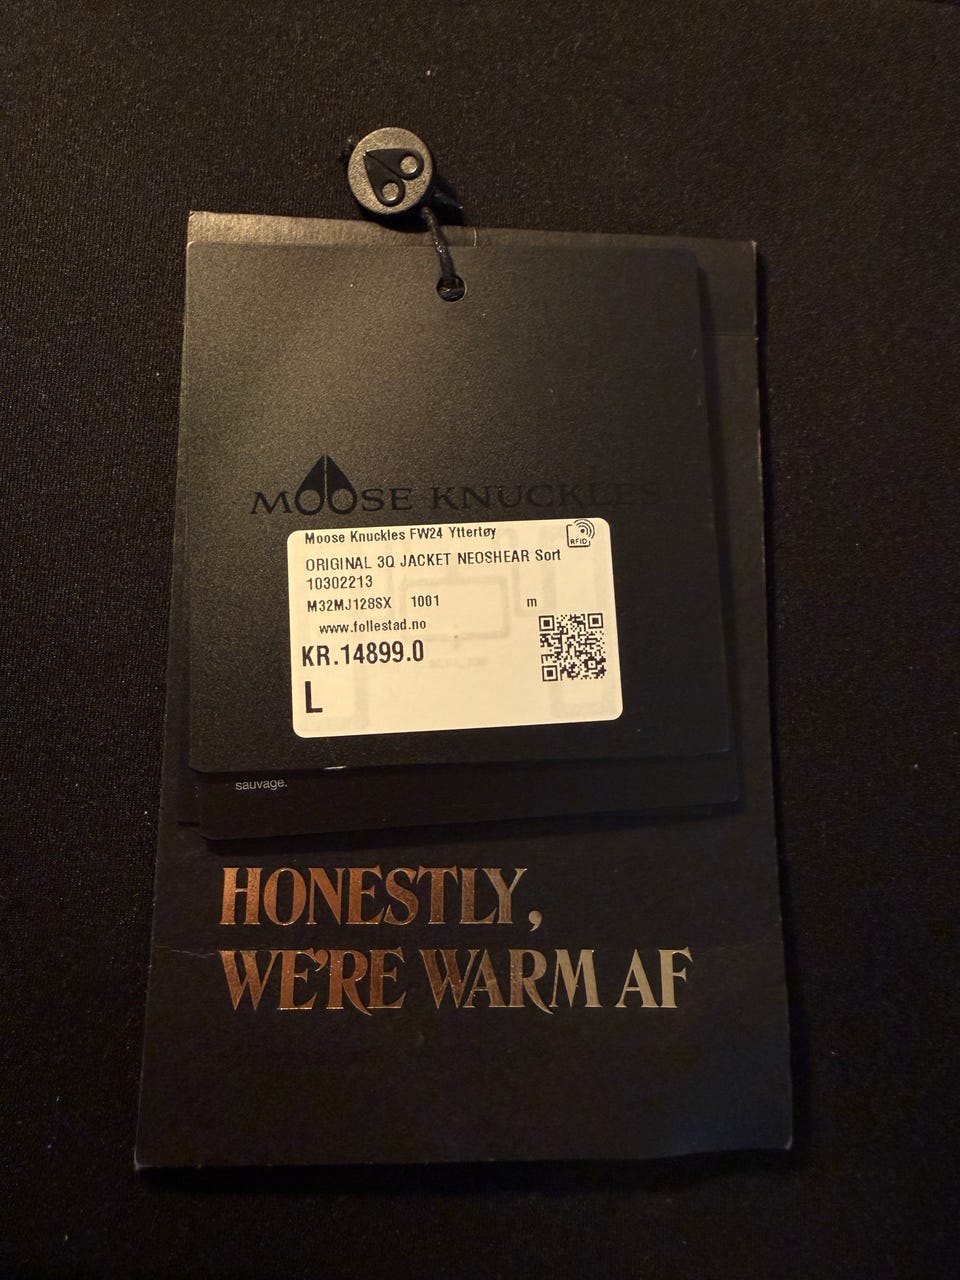 MOOSE KNUCKLES
Moose Knuckles FW24 Yttertøy
RFID
ORIGINAL 3Q JACKET NEOSHEAR Sort
10302213
M32MJ128SX 1001 m
www.follestad.no
KR.14899.0
L
sauvage.
HONESTLY,
WE'RE WARM AF